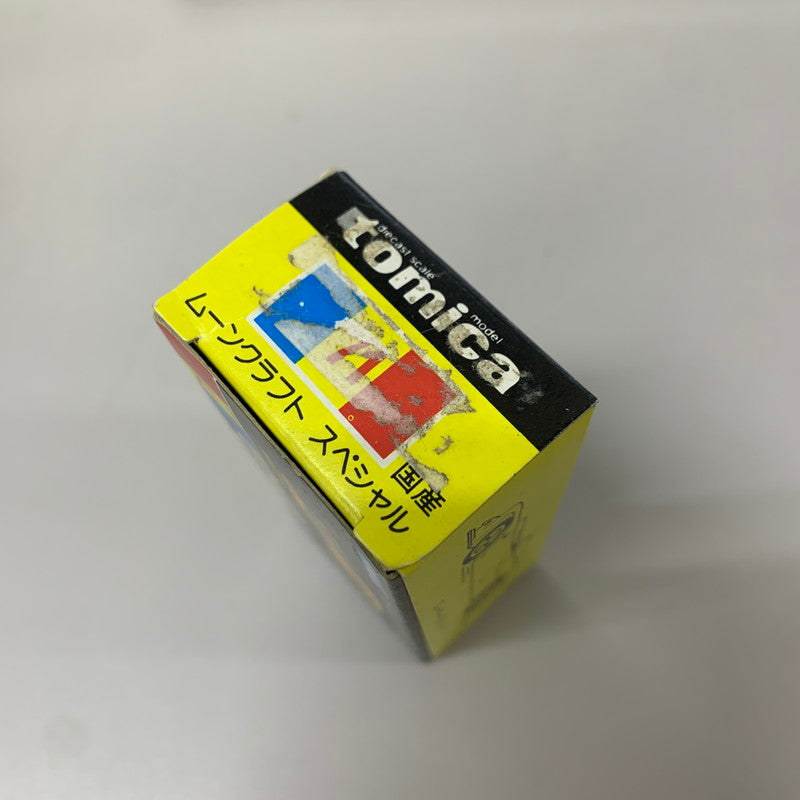 diecast scale
tomica
model
国産
ムーンクラフト スペシャル